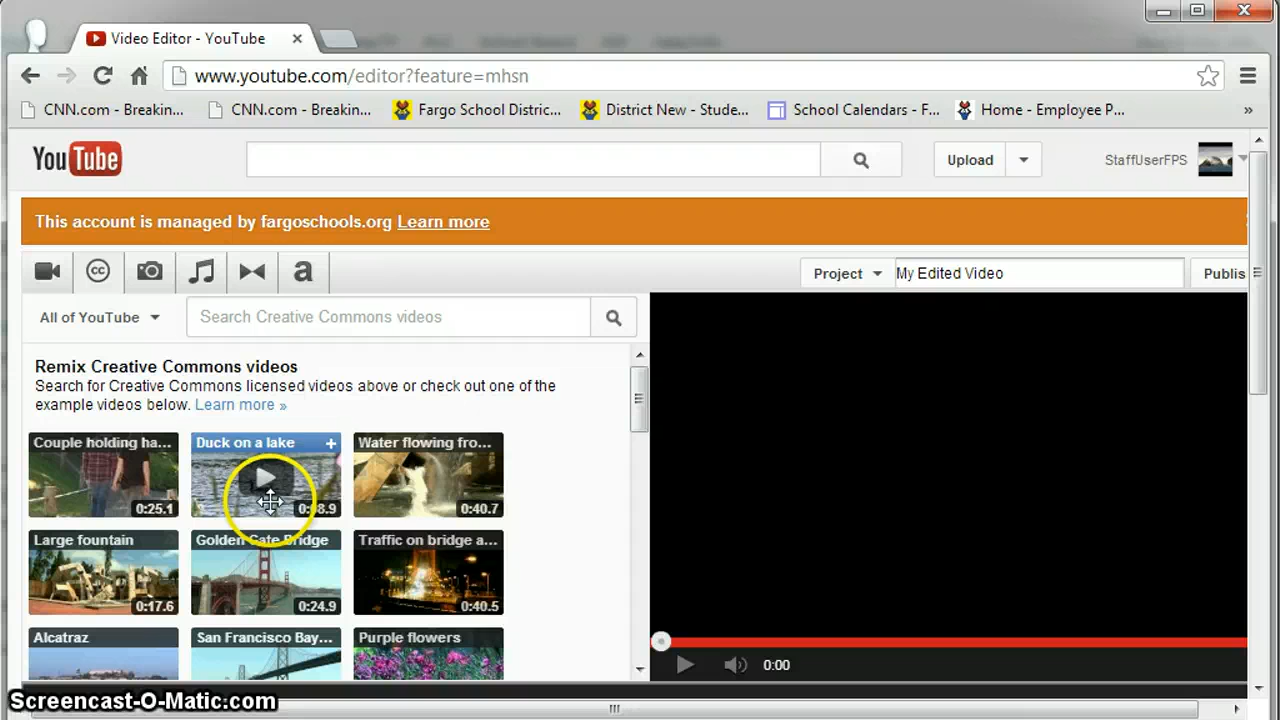 Video Editor - YouTube
www.youtube.com/editor?feature=mhsn
CNN.com - Breakin... CNN.com - Breakin... Fargo School Distric... District New - Stude... School Calendars - F... Home - Employee P... »
YouTube Upload StaffUserFPS
This account is managed by fargoschools.org Learn more
cc a Project My Edited Video Publis
All of YouTube Search Creative Commons videos
Remix Creative Commons videos
Search for Creative Commons licensed videos above or check out one of the
example videos below. Learn more »
Couple holding ha... Duck on a lake + Water flowing fro...
0:25.1 0:40.7
Large fountain Golden Gate Bridge Traffic on bridge a...
0:17.6 0:24.9 0:40.5
Alcatraz San Francisco Bay... Purple flowers
0:00
Screencast-O-Matic.com